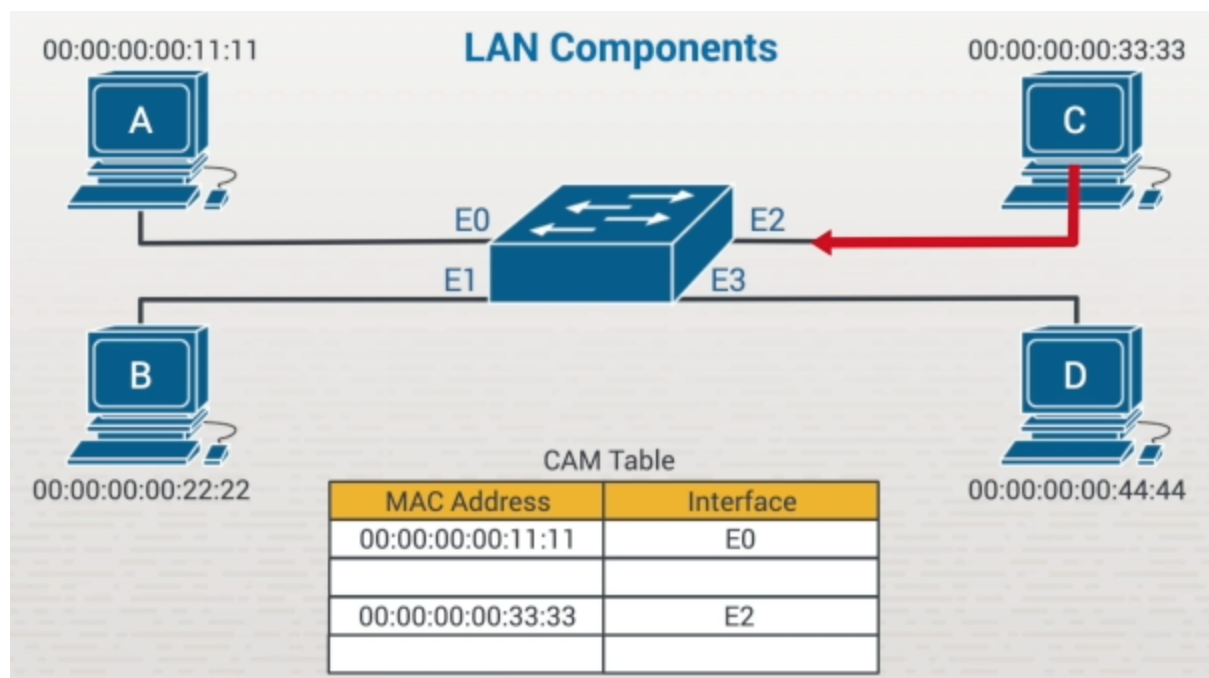 LAN Components
00:00:00:00:11:11
00:00:00:00:33:33
A
C
E0
E2
E1
E3
B
D
00:00:00:00:22:22
00:00:00:00:44:44
CAM Table
MAC Address Interface
00:00:00:00:11:11 E0
00:00:00:00:33:33 E2